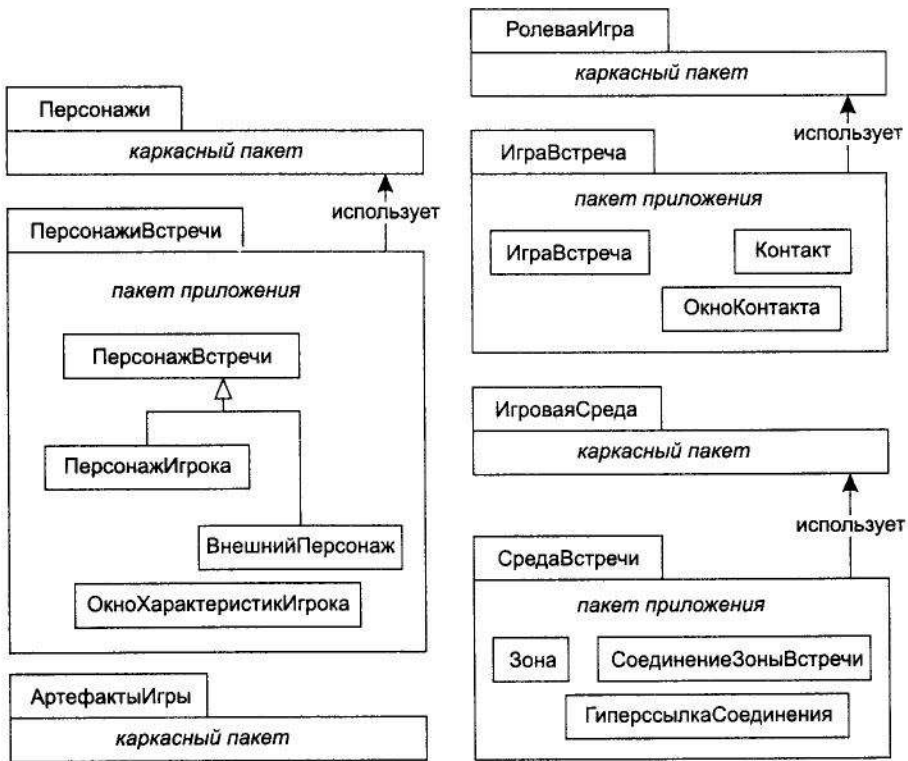 Персонажи
каркасный пакет
использует
ПерсонажиВстречи
пакет приложения
ПерсонажВстречи
ПерсонажИгрока
ВнешнийПерсонаж
ОкноХарактеристикИгрока
АртефактыИгры
каркасный пакет
РолеваяИгра
каркасный пакет
использует
ИграВстреча
пакет приложения
ИграВстреча
Контакт
ОкноКонтакта
ИгроваяСреда
каркасный пакет
использует
СредаВстречи
пакет приложения
Зона
СоединениеЗоныВстречи
ГиперссылкаСоединения